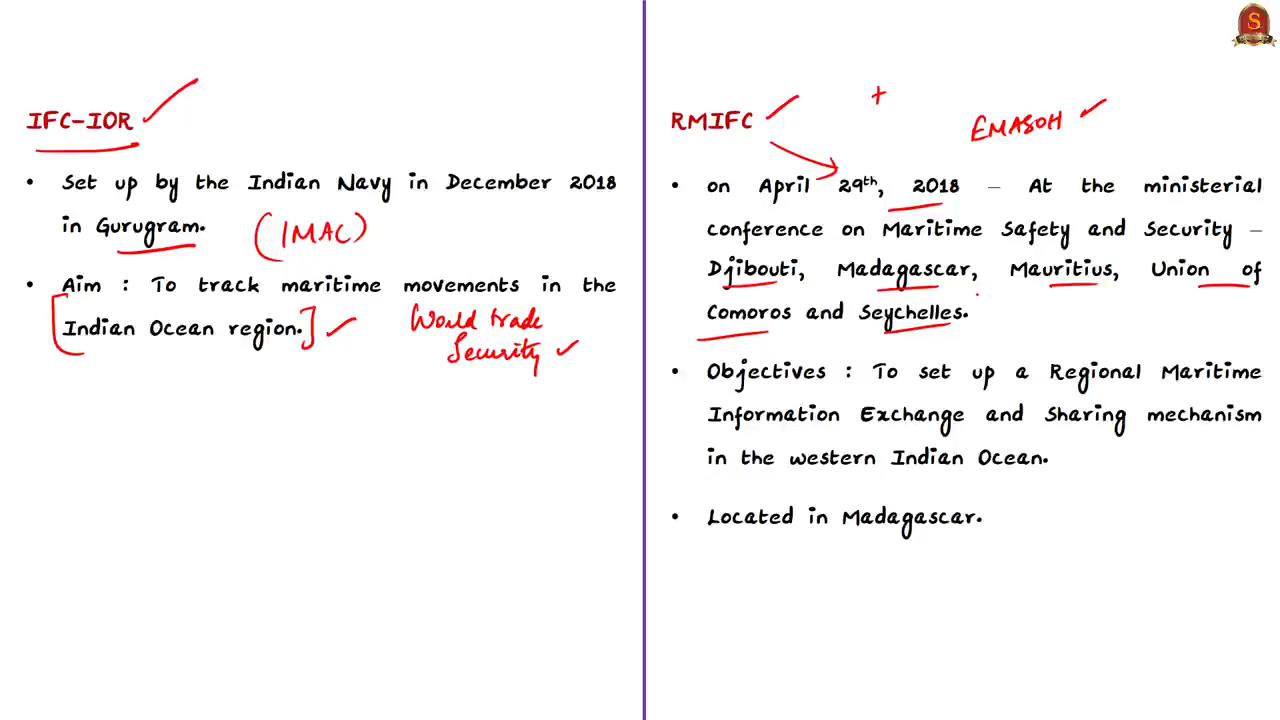 IFC-IOR
• Set up by the Indian Navy in December 2018
in Gurugram. (IMAC)
• Aim : To track maritime movements in the
Indian Ocean region.
World trade
Security
RMIFC
+
EMASOH
• on April 29th, 2018 – At the ministerial
conference on Maritime Safety and Security –
Djibouti, Madagascar, Mauritius, Union of
Comoros and Seychelles.
• Objectives : To set up a Regional Maritime
Information Exchange and Sharing mechanism
in the western Indian Ocean.
• Located in Madagascar.
S